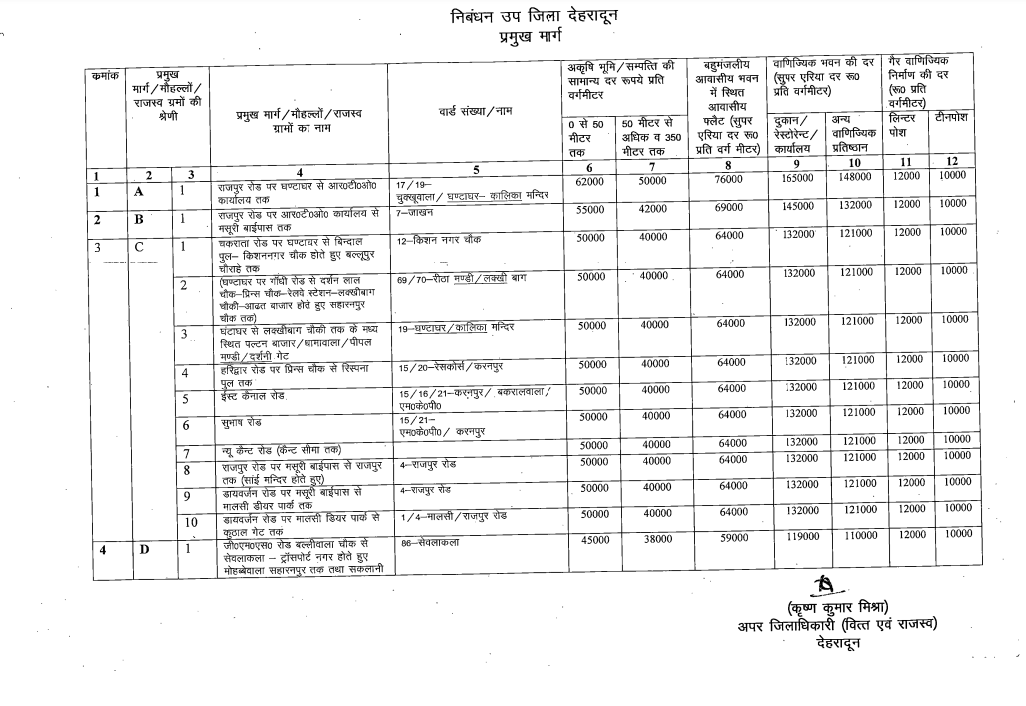 निबंधन उप जिला देहरादून
प्रमुख मार्ग
कमांक
प्रमुख
मार्ग/मौहल्लों/
राजस्व ग्रमों की
श्रेणी
प्रमुख मार्ग/मौहल्लों/राजस्व
ग्रामों का नाम
वार्ड संख्या/नाम
अकृषि भूमि/सम्पत्ति की
सामान्य दर रूपये प्रति
वर्गमीटर
0 से 50
मीटर
तक
50 मीटर से
अधिक व 350
मीटर तक
बहुमंजलीय
आवासीय भवन
में स्थित
आवासीय
फ्लैट (सुपर
एरिया दर रू0
प्रति वर्ग मीटर)
वाणिज्यिक भवन की दर
(सुपर एरिया दर रू0
प्रति वर्गमीटर)
दुकान/
रेस्टोरेन्ट/
कार्यालय
अन्य
वाणिज्यिक
प्रतिष्ठान
गैर वाणिज्यिक
निर्माण की दर
(रू0 प्रति
वर्गमीटर)
लिन्टर
पोश
टीनपोश
1 2 3 4 5 6 7 8 9 10 11 12
1 A 1 राजपुर रोड पर घण्टाघर से आर0टी0ओ0 17/19– 62000 50000 76000 165000 148000 12000 10000
कार्यालय तक चुक्खूवाला/ घण्टाघर– कालिका मन्दिर
2 B 1 राजपुर रोड पर आर0टी0ओ0 कार्यालय से 7–जाखन 55000 42000 69000 145000 132000 12000 10000
मसूरी बाईपास तक
3 C 1 चकराता रोड पर घण्टाघर से बिन्दाल 12–किशन नगर चौक 50000 40000 64000 132000 121000 12000 10000
पुल– किशननगर चौक होते हुए बल्लूपुर
चौराहे तक
2 (घण्टाघर पर गाँधी रोड से दर्शन लाल 69/70–रीठा मण्डी/लक्खी बाग 50000 40000 64000 132000 121000 12000 10000
चौक–प्रिन्स चौक–रेलवे स्टेशन–लक्खीबाग
चौकी–आढत बाजार होते हुए सहारनपुर
चौक तक)
3 घंटाघर से लक्खीबाग चौकी तक के मध्य 19–घण्टाघर/कालिका मन्दिर 50000 40000 64000 132000 121000 12000 10000
स्थित पल्टन बाजार/धामावाला/पीपल
मण्डी/दर्शनी गेट
4 हरिद्वार रोड पर प्रिन्स चौक से रिस्पना 15/20–रेसकोर्स/करनपुर 50000 40000 64000 132000 121000 12000 10000
पुल तक
5 ईस्ट कैनाल रोड 15/16/21–करनपुर/ बकरालवाला/ 50000 40000 64000 132000 121000 12000 10000
एम0के0पी0
6 सुभाष रोड 15/21– 50000 40000 64000 132000 121000 12000 10000
एम0के0पी0/ करनपुर
7 न्यू कैन्ट रोड (कैन्ट सीमा तक) 50000 40000 64000 132000 121000 12000 10000
8 राजपुर रोड पर मसूरी बाईपास से राजपुर 4–राजपुर रोड 50000 40000 64000 132000 121000 12000 10000
तक (सांई मन्दिर होते हुए)
9 डायवर्जन रोड पर मसूरी बाईपास से 4–राजपुर रोड 50000 40000 64000 132000 121000 12000 10000
मालसी डीयर पार्क तक
10 डायवर्जन रोड पर मालसी डियर पार्क से 1/4–मालसी/राजपुर रोड 50000 40000 64000 132000 121000 12000 10000
कुठाल गेट तक
4 D 1 जी0एम0एस0 रोड बल्लीवाला चौक से 86–सेवलाकला 45000 38000 59000 119000 110000 12000 10000
सेवलाकला – ट्रॉसपोर्ट नगर होते हुए
मोहब्बेवाला सहारनपुर तक तथा सकलानी
(कृष्ण कुमार मिश्रा)
अपर जिलाधिकारी (वित्त एवं राजस्व)
देहरादून